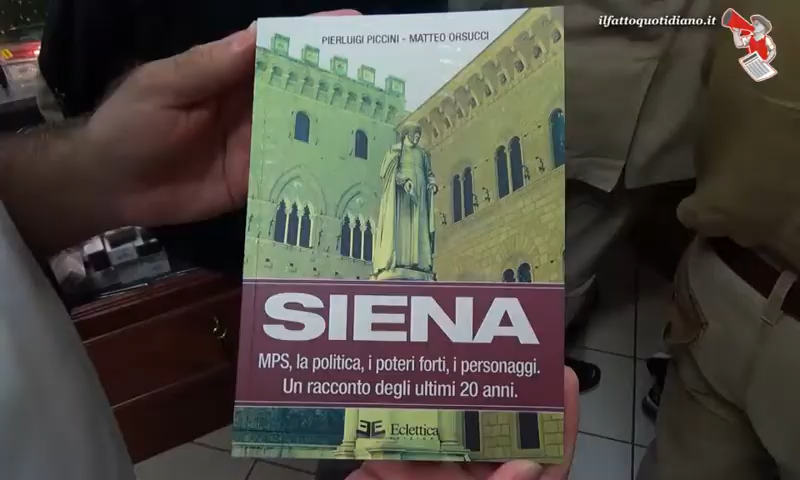 ilfattoquotidiano.it
PIERLUIGI PICCINI - MATTEO ORSUCCI
SIENA
MPS, la politica, i poteri forti, i personaggi.
Un racconto degli ultimi 20 anni.
Eclettica
EDIZIONI